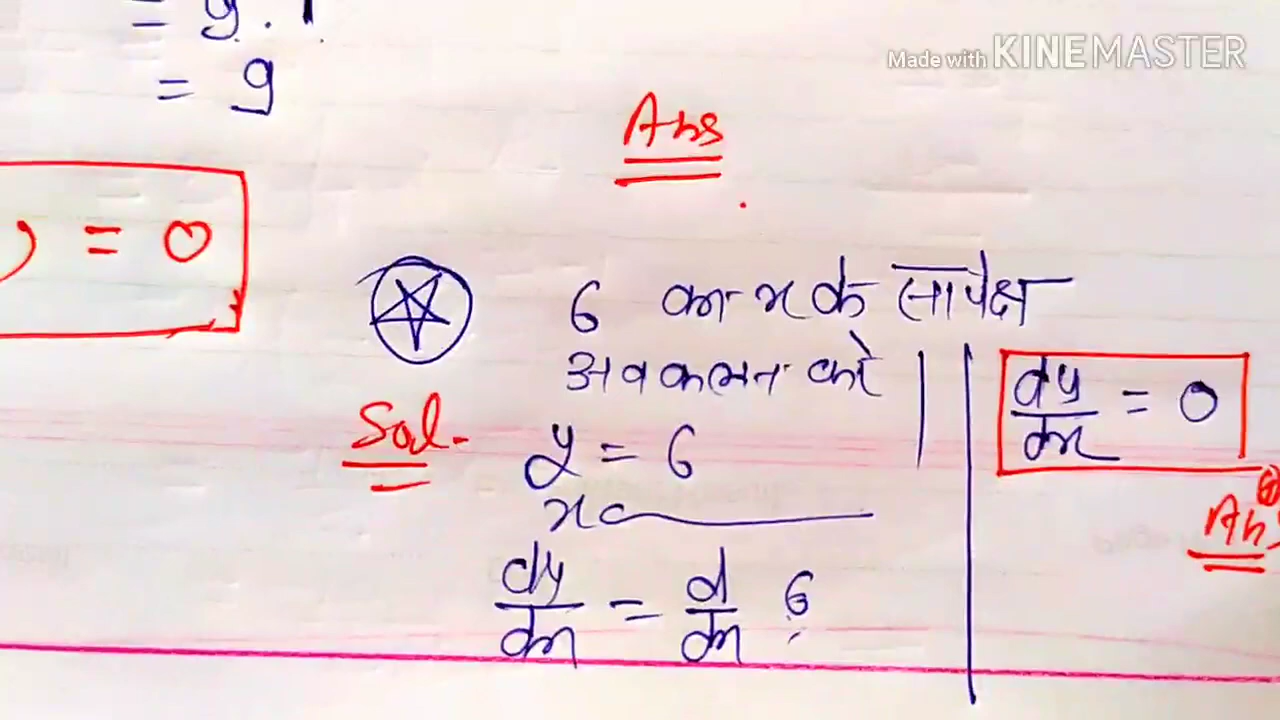 = 9 . 1
= 9
Made with KINEMASTER
Ans
= 0
6 का x के सापेक्ष
अवकलन करे
Sol.
y = 6
x
dy/dx = d/dx 6
dy/dx = 0
Ans